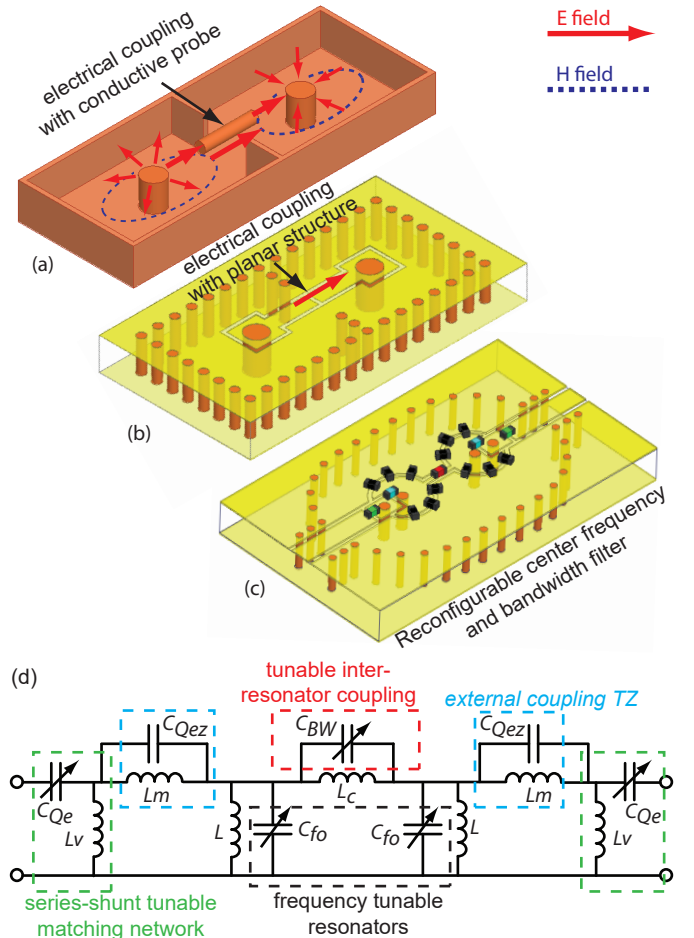 E field
H field
electrical coupling
with conductive probe
(a)
electrical coupling
with planar structure
(b)
(c)
Reconfigurable center frequency
and bandwidth filter
(d)
tunable inter-
resonator coupling
external coupling TZ
CQez
CBW
CQez
CQe
Lm
Lc
Lm
CQe
Lv
L
Cfo
Cfo
L
Lv
series-shunt tunable
matching network
frequency tunable
resonators